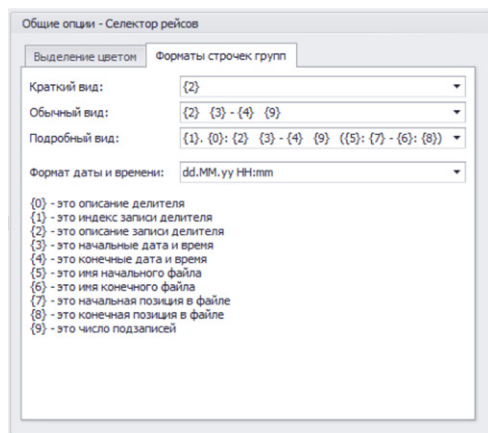 Общие опции - Селектор рейсов
Выделение цветом
Форматы строчек групп
Краткий вид: {2}
Обычный вид: {2} {3} - {4} {9}
Подробный вид: {1}. {0}: {2} {3} - {4} {9} ({5}: {7} - {6}: {8})
Формат даты и времени: dd.MM.yy HH:mm
{0} - это описание делителя
{1} - это индекс записи делителя
{2} - это описание записи делителя
{3} - это начальные дата и время
{4} - это конечные дата и время
{5} - это имя начального файла
{6} - это имя конечного файла
{7} - это начальная позиция в файле
{8} - это конечная позиция в файле
{9} - это число подзаписей